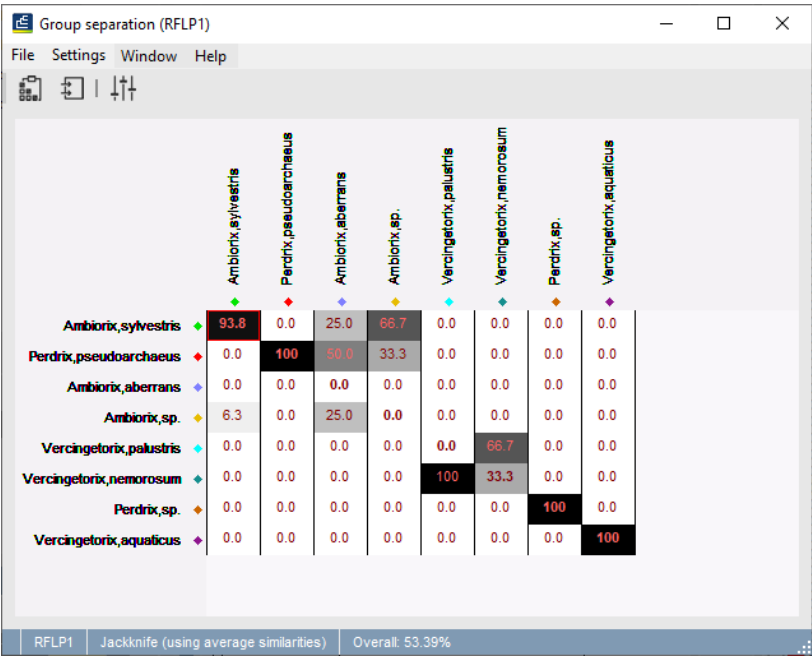 Group separation (RFLP1)
File Settings Window Help
Ambiorix,sylvestris
Perdrix,pseudoarchaeus
Ambiorix,aberrans
Ambiorix,sp.
Vercingetorix,palustris
Vercingetorix,nemorosum
Perdrix,sp.
Vercingetorix,aquaticus
Ambiorix,sylvestris 93.8 0.0 25.0 66.7 0.0 0.0 0.0 0.0
Perdrix,pseudoarchaeus 0.0 100 50.0 33.3 0.0 0.0 0.0 0.0
Ambiorix,aberrans 0.0 0.0 0.0 0.0 0.0 0.0 0.0 0.0
Ambiorix,sp. 6.3 0.0 25.0 0.0 0.0 0.0 0.0 0.0
Vercingetorix,palustris 0.0 0.0 0.0 0.0 0.0 66.7 0.0 0.0
Vercingetorix,nemorosum 0.0 0.0 0.0 0.0 100 33.3 0.0 0.0
Perdrix,sp. 0.0 0.0 0.0 0.0 0.0 0.0 100 0.0
Vercingetorix,aquaticus 0.0 0.0 0.0 0.0 0.0 0.0 0.0 100
RFLP1 Jackknife (using average similarities) Overall: 53.39%